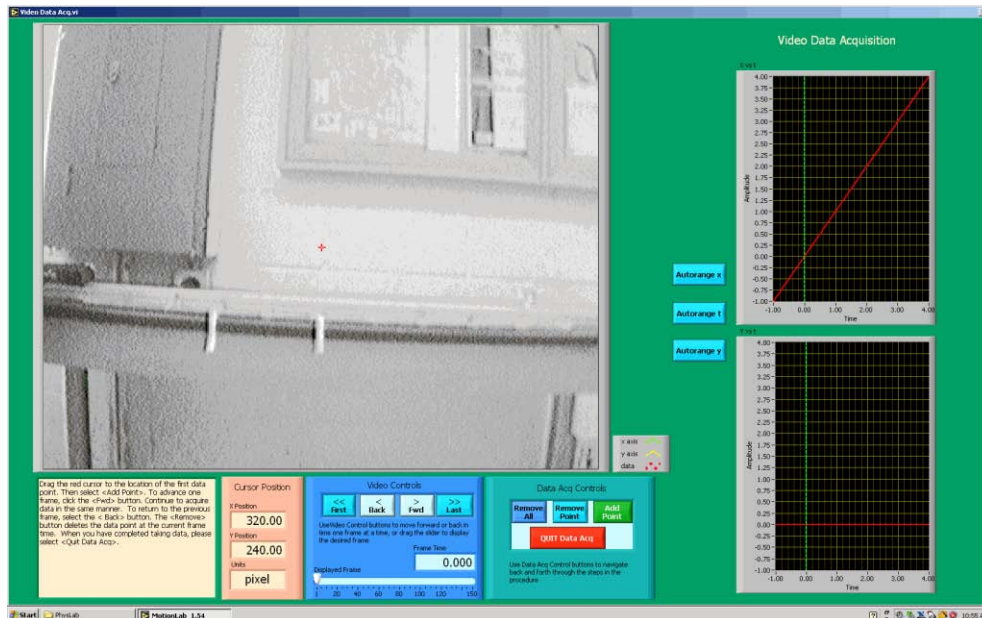 Video Data Acq.vi
Video Data Acquisition
X vs t
4.00
3.75
3.50
3.25
3.00
2.75
2.50
2.25
2.00
1.75
1.50
1.25
1.00
0.75
0.50
0.25
0.00
-0.25
-0.50
-0.75
-1.00
Amplitude
-1.00 0.00 1.00 2.00 3.00 4.00
Time
Autorange x
Autorange t
Autorange y
Y vs t
4.00
3.75
3.50
3.25
3.00
2.75
2.50
2.25
2.00
1.75
1.50
1.25
1.00
0.75
0.50
0.25
0.00
-0.25
-0.50
-0.75
-1.00
Amplitude
-1.00 0.00 1.00 2.00 3.00 4.00
Time
x axis
y axis
data
Drag the red cursor to the location of the first data
point. Then select <Add Point>. To advance one
frame, click the <Fwd> button. Continue to acquire
data in the same manner. To return to the previous
frame, select the < Back> button. The <Remove>
button deletes the data point at the current frame
time. When you have completed taking data, please
select <Quit Data Acq>.
Cursor Position
X Position
320.00
Y Position
240.00
Units
pixel
Video Controls
<< < > >>
First Back Fwd Last
Use Video Control buttons to move forward or back in
time one frame at a time, or drag the slider to display
the desired frame
Frame Time
0.000
Displayed Frame
1 20 40 60 80 100 120 150
Data Acq Controls
Remove All
Remove Point
Add Point
QUIT Data Acq
Use Data Acq Control buttons to navigate
back and forth through the steps in the
procedure
Start
PhysLab
MotionLab 1.54